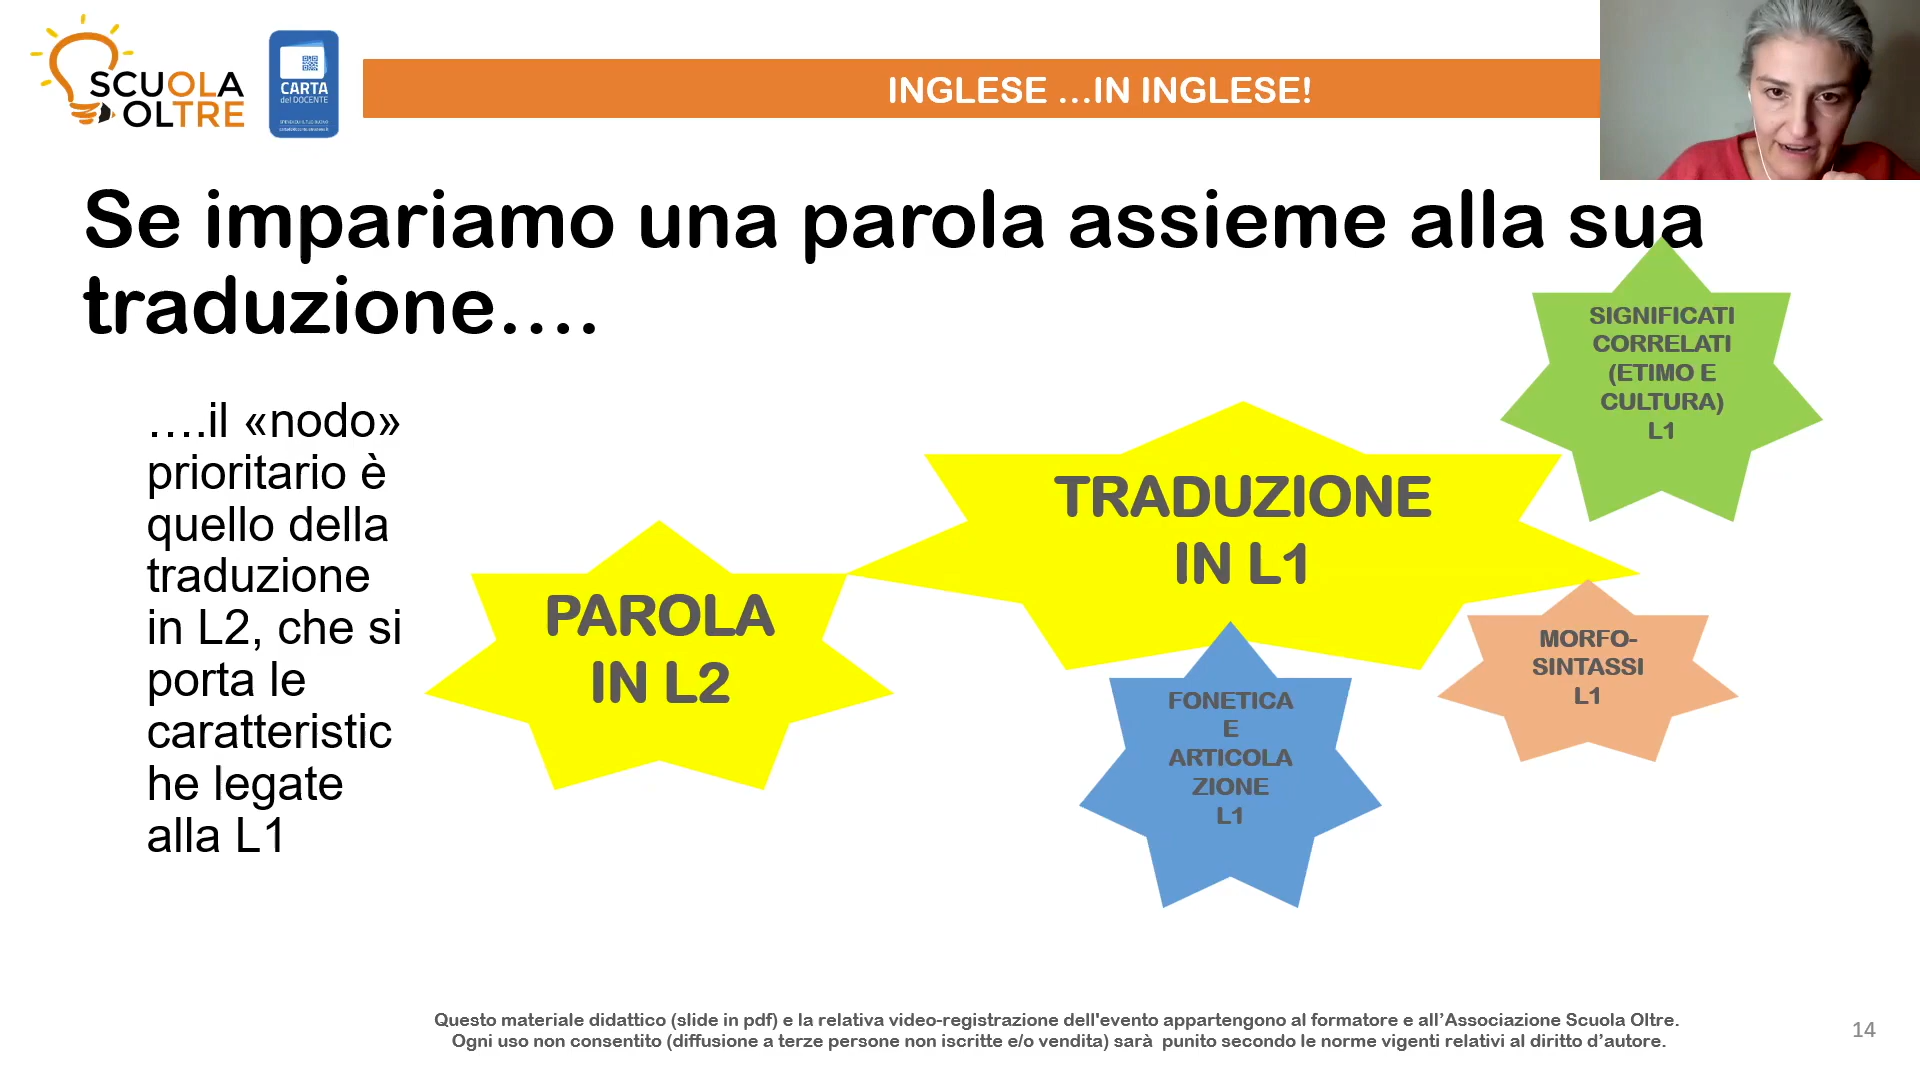 SCUOLA
OLTRE
CARTA
del DOCENTE
INGLESE ...IN INGLESE!
Se impariamo una parola assieme alla sua
traduzione....
....il «nodo»
prioritario è
quello della
traduzione
in L2, che si
porta le
caratteristic
he legate
alla L1
PAROLA
IN L2
TRADUZIONE
IN L1
SIGNIFICATI
CORRELATI
(ETIMO E
CULTURA)
L1
MORFO-
SINTASSI
L1
FONETICA
E
ARTICOLA
ZIONE
L1
Questo materiale didattico (slide in pdf) e la relativa video-registrazione dell'evento appartengono al formatore e all’Associazione Scuola Oltre.
Ogni uso non consentito (diffusione a terze persone non iscritte e/o vendita) sarà punito secondo le norme vigenti relativi al diritto d’autore.
14